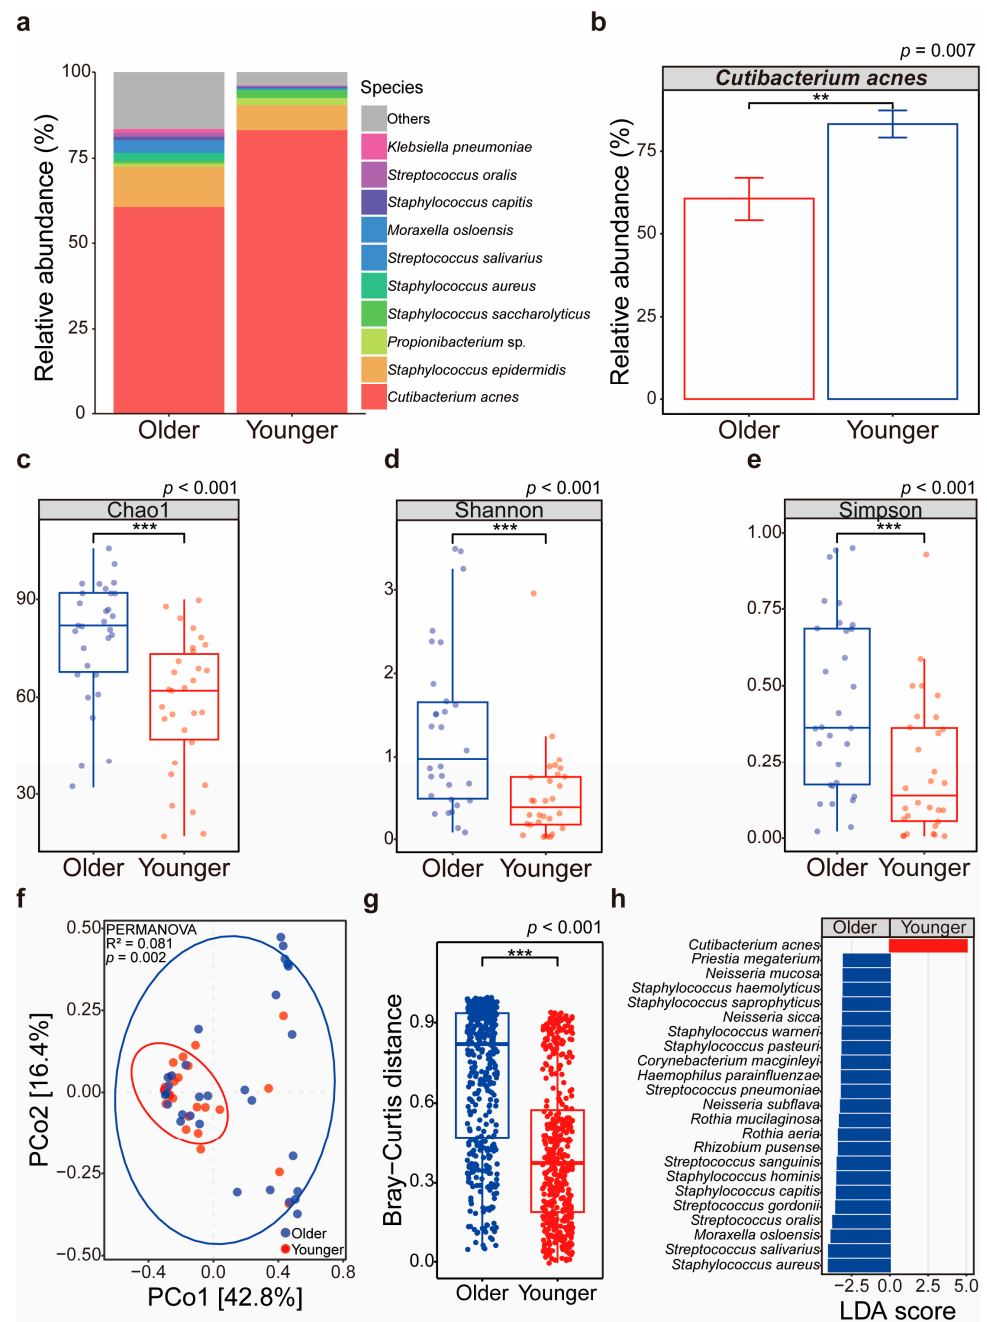 a
Relative abundance (%)
100
75
50
25
0
Older
Younger
Species
Others
Klebsiella pneumoniae
Streptococcus oralis
Staphylococcus capitis
Moraxella osloensis
Streptococcus salivarius
Staphylococcus aureus
Staphylococcus saccharolyticus
Propionibacterium sp.
Staphylococcus epidermidis
Cutibacterium acnes
b
p = 0.007
Cutibacterium acnes
**
Relative abundance (%)
75
50
25
0
Older
Younger
c
p < 0.001
Chao1
***
90
60
30
Older
Younger
d
p < 0.001
Shannon
***
3
2
1
0
Older
Younger
e
p < 0.001
Simpson
***
1.00
0.75
0.50
0.25
0.00
Older
Younger
f
PERMANOVA
R² = 0.081
p = 0.002
PCo2 [16.4%]
0.50
0.25
0.00
−0.25
−0.50
Older
Younger
−0.4
0.0
0.4
0.8
PCo1 [42.8%]
g
p < 0.001
***
Bray−Curtis distance
0.9
0.6
0.3
0.0
Older
Younger
h
Older
Younger
Cutibacterium acnes
Priestia megaterium
Neisseria mucosa
Staphylococcus haemolyticus
Staphylococcus saprophyticus
Neisseria sicca
Staphylococcus warneri
Staphylococcus pasteuri
Corynebacterium macginleyi
Haemophilus parainfluenzae
Streptococcus pneumoniae
Neisseria subflava
Rothia mucilaginosa
Rothia aeria
Rhizobium pusense
Streptococcus sanguinis
Staphylococcus hominis
Staphylococcus capitis
Streptococcus gordonii
Streptococcus oralis
Moraxella osloensis
Streptococcus salivarius
Staphylococcus aureus
−2.5
0.0
2.5
5.0
LDA score